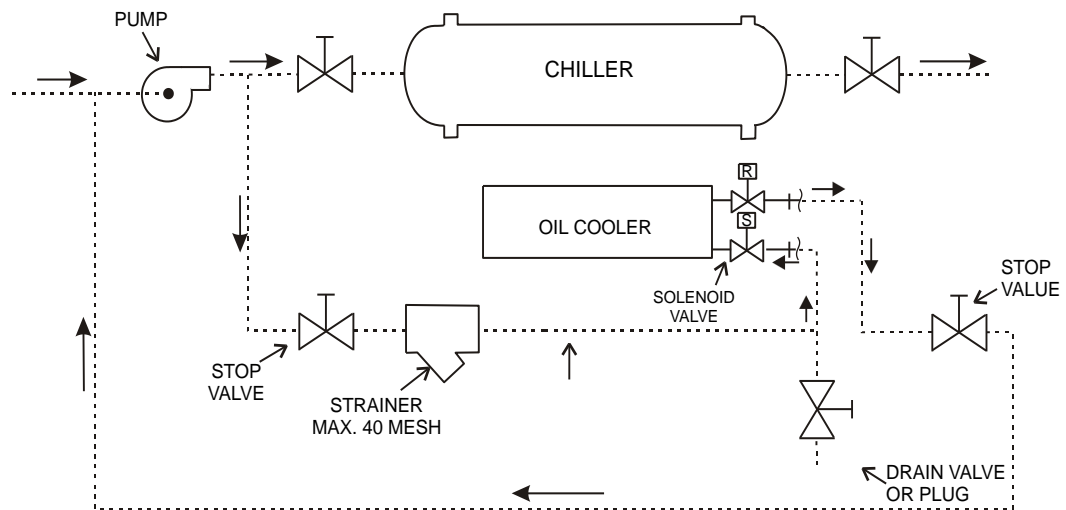 PUMP
CHILLER
R
OIL COOLER
S
SOLENOID
VALVE
STOP
VALUE
STOP
VALVE
STRAINER
MAX. 40 MESH
DRAIN VALVE
OR PLUG